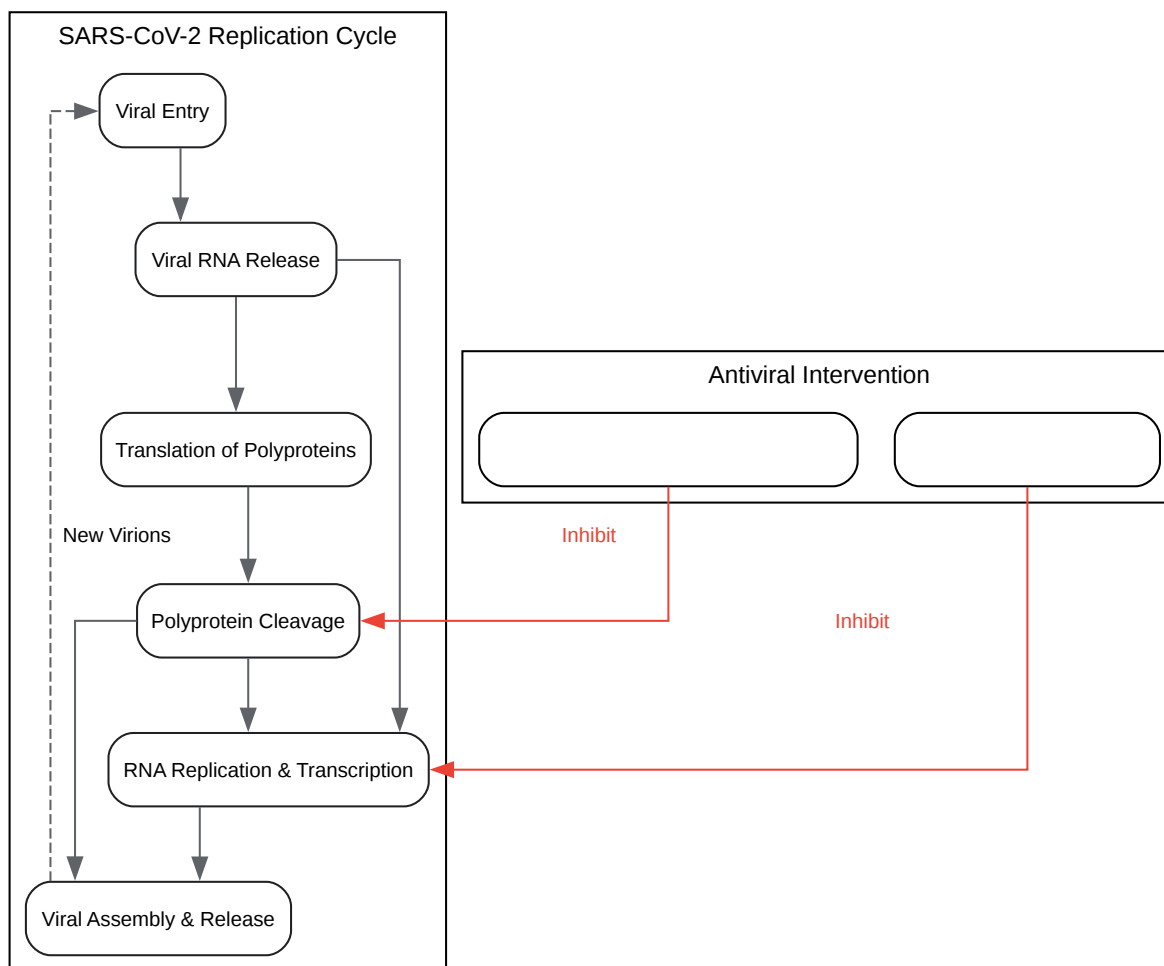 SARS-CoV-2 Replication Cycle
Viral Entry
Viral RNA Release
Antiviral Intervention
Translation of Polyproteins
New Virions
Inhibit
Polyprotein Cleavage
Inhibit
RNA Replication & Transcription
Viral Assembly & Release